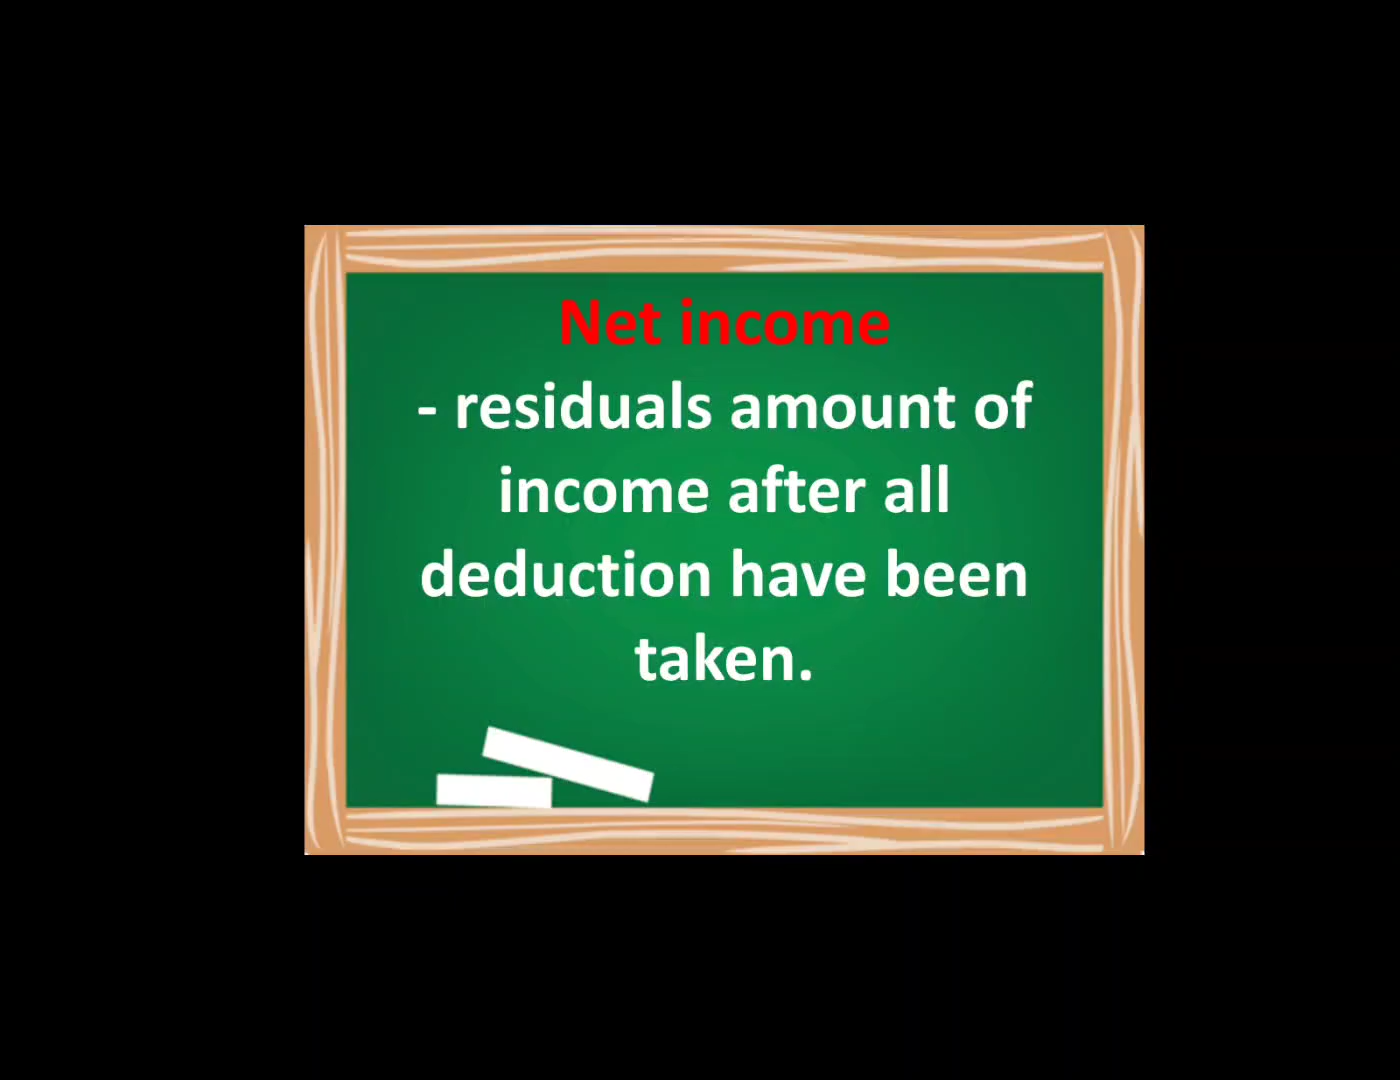 Net income
- residuals amount of
income after all
deduction have been
taken.